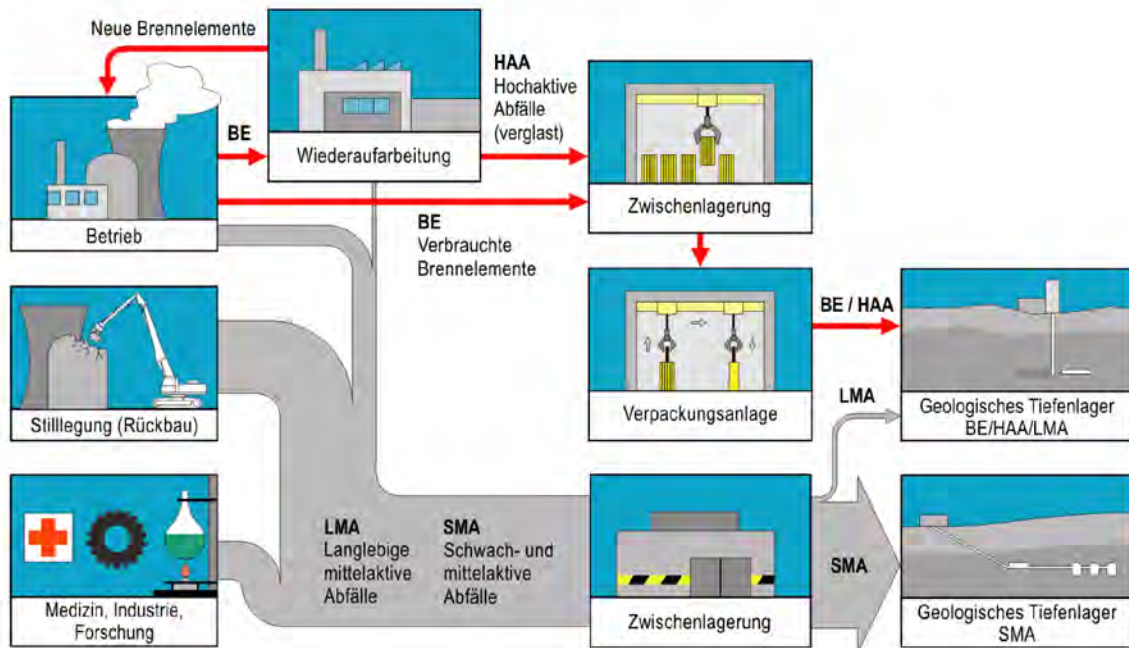 Neue Brennelemente
BE
Wiederaufarbeitung
HAA
Hochaktive
Abfälle
(verglast)
Betrieb
BE
Verbrauchte
Brennelemente
Zwischenlagerung
BE / HAA
Stilllegung (Rückbau)
Verpackungsanlage
LMA
Geologisches Tiefenlager
BE/HAA/LMA
LMA
Langlebige
mittelaktive
Abfälle
SMA
Schwach- und
mittelaktive
Abfälle
SMA
Medizin, Industrie,
Forschung
Zwischenlagerung
Geologisches Tiefenlager
SMA